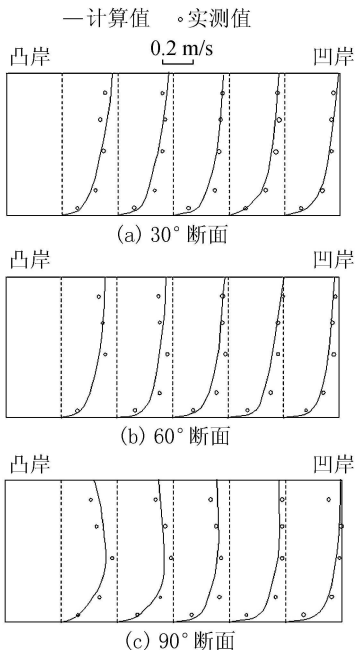 —计算值 ∘实测值
0.2 m/s
凸岸 凹岸
(a) 30°断面
凸岸 凹岸
(b) 60°断面
凸岸 凹岸
(c) 90°断面